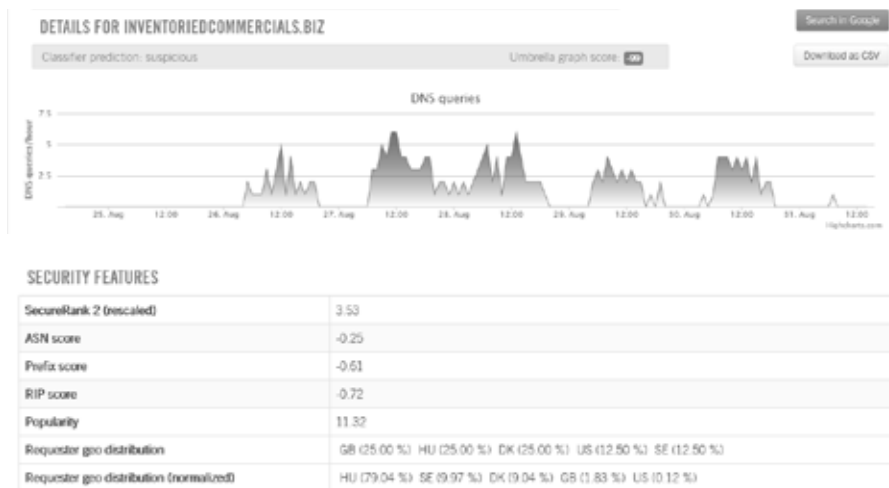 DETAILS FOR INVENTORIEDCOMMERCIALS.BIZ
Search in Google
Classifier prediction: suspicious
Umbrella graph score: -99
Download as CSV
DNS queries
DNS queries/hour
7.5
5
2.5
25. Aug 12:00 26. Aug 12:00 27. Aug 12:00 28. Aug 12:00 29. Aug 12:00 30. Aug 12:00 31. Aug 12:00
Highcharts.com
SECURITY FEATURES
SecureRank 2 (rescaled) 3.53
ASN score -0.25
Prefix score -0.61
RIP score -0.72
Popularity 11.32
Requester geo distribution GB (25.00 %) HU (25.00 %) DK (25.00 %) US (12.50 %) SE (12.50 %)
Requester geo distribution (normalized) HU (79.04 %) SE (9.97 %) DK (9.04 %) GB (1.83 %) US (0.12 %)